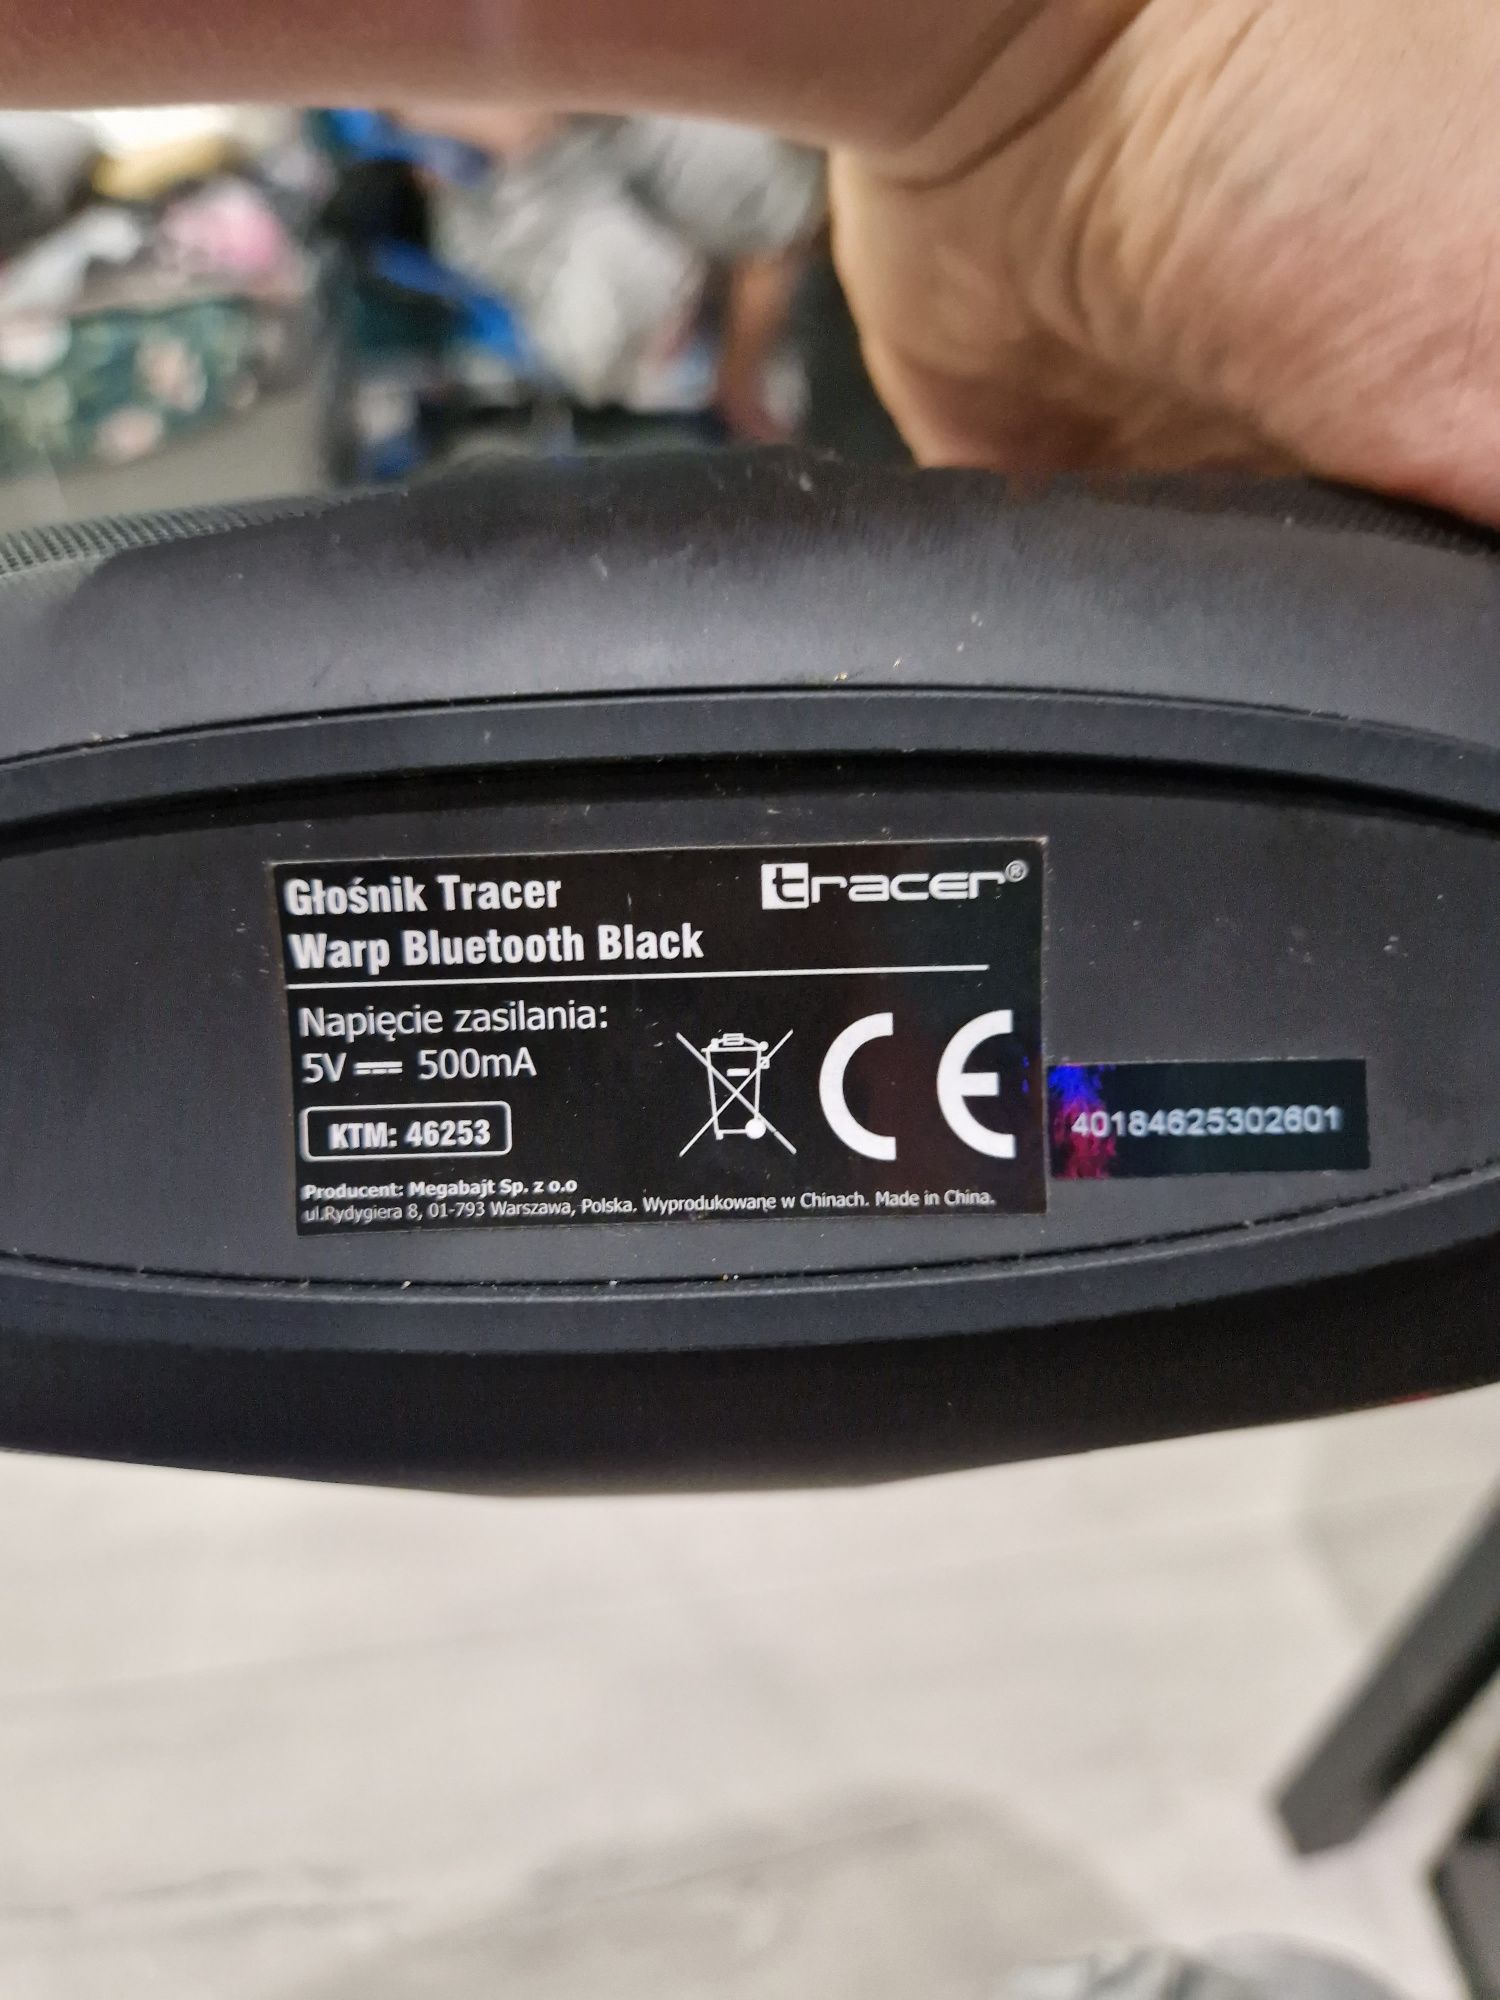 Głośnik Tracer
Warp Bluetooth Black
tracer®
Napięcie zasilania:
5V ⎓ 500mA
KTM: 46253
CE
Producent: Megabajt Sp. z o.o
ul.Rydygiera 8, 01-793 Warszawa, Polska. Wyprodukowane w Chinach. Made in China.
40184625302601